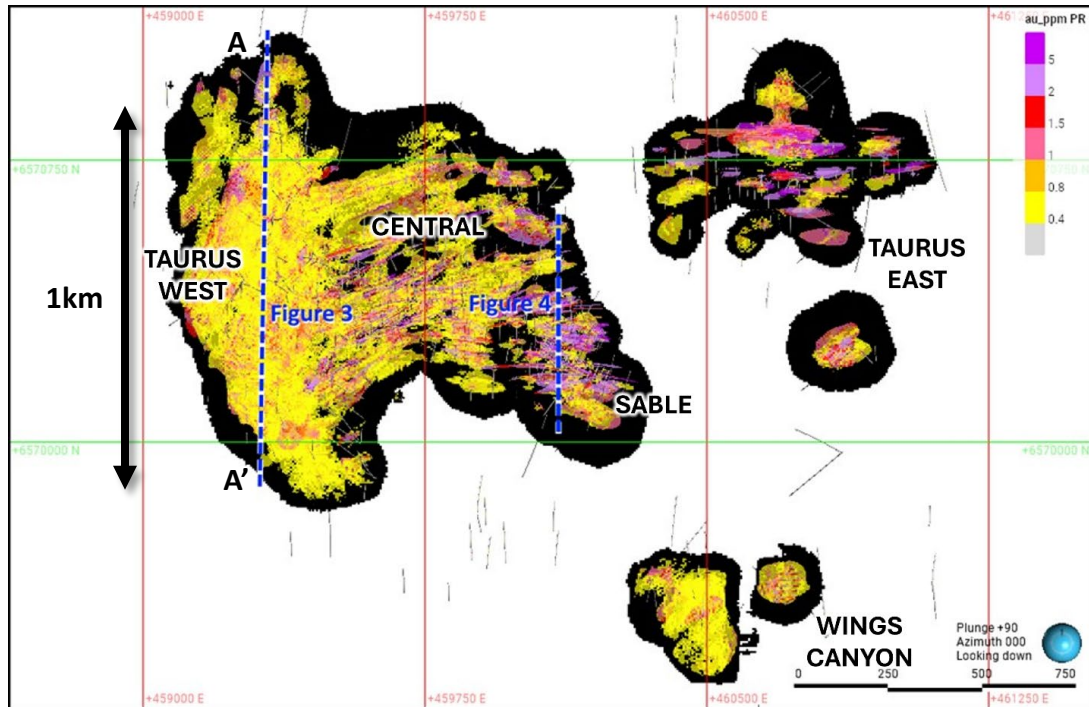 +459000 E
+459750 E
+460500 E
+461250 E
au_ppm PR
5
2
1.5
1
0.8
0.4
A
+6570750 N
CENTRAL
TAURUS
WEST
1km
Figure 3
Figure 4
TAURUS
EAST
SABLE
+6570000 N
+6570000 N
A'
WINGS
CANYON
Plunge +90
Azimuth 000
Looking down
0
250
500
750
+459000 E
+459750 E
+460500 E
+461250 E